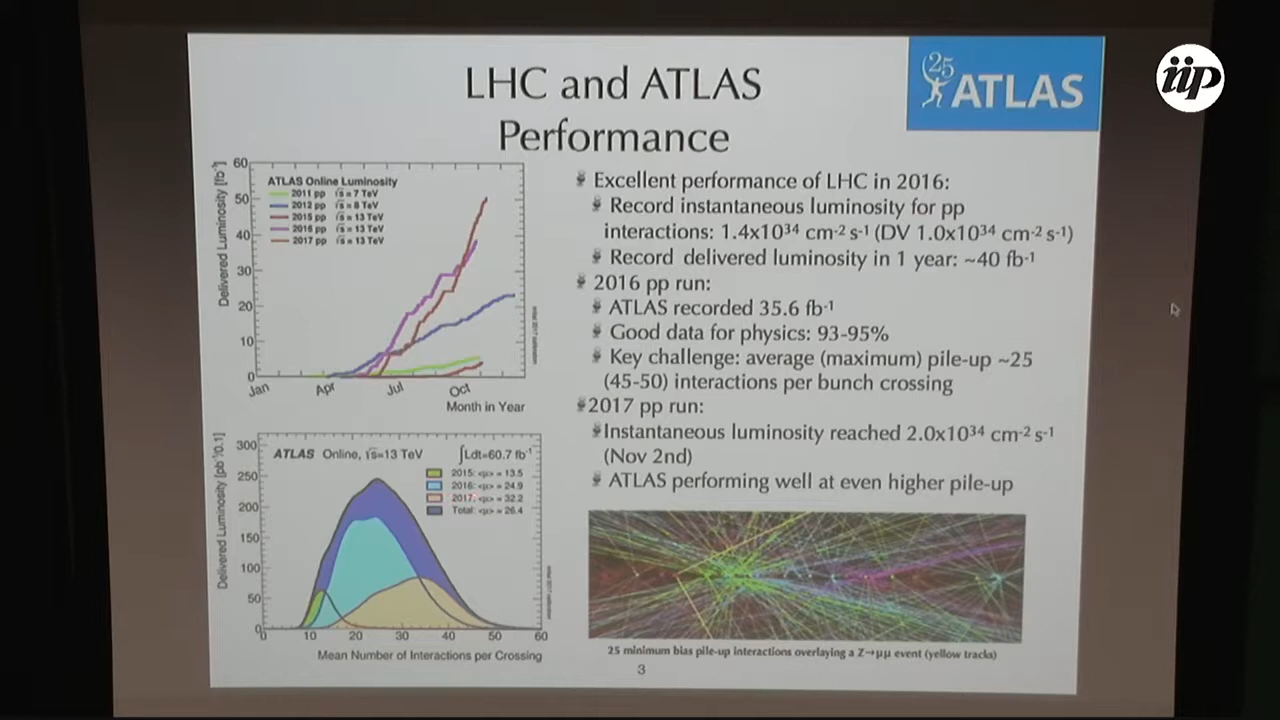 LHC and ATLAS
Performance
25
ATLAS
iip
Delivered Luminosity [fb-1]
60
50
40
30
20
10
0
ATLAS Online Luminosity
2011 pp √s = 7 TeV
2012 pp √s = 8 TeV
2015 pp √s = 13 TeV
2016 pp √s = 13 TeV
2017 pp √s = 13 TeV
Jan Apr Jul Oct
Month in Year
Excellent performance of LHC in 2016:
Record instantaneous luminosity for pp
interactions: 1.4x10³⁴ cm-² s-¹ (DV 1.0x10³⁴ cm-² s-¹)
Record delivered luminosity in 1 year: ~40 fb-¹
2016 pp run:
ATLAS recorded 35.6 fb-¹
Good data for physics: 93-95%
Key challenge: average (maximum) pile-up ~25
(45-50) interactions per bunch crossing
2017 pp run:
Instantaneous luminosity reached 2.0x10³⁴ cm-² s-¹
(Nov 2nd)
ATLAS performing well at even higher pile-up
Delivered Luminosity [pb-1/0.1]
300
250
200
150
100
50
0
ATLAS Online, √s=13 TeV ∫Ldt=60.7 fb-¹
2015: <μ> = 13.5
2016: <μ> = 24.9
2017: <μ> = 32.2
Total: <μ> = 26.4
0 10 20 30 40 50 60
Mean Number of Interactions per Crossing
25 minimum bias pile-up interactions overlaying a Z→μμ event (yellow tracks)
3